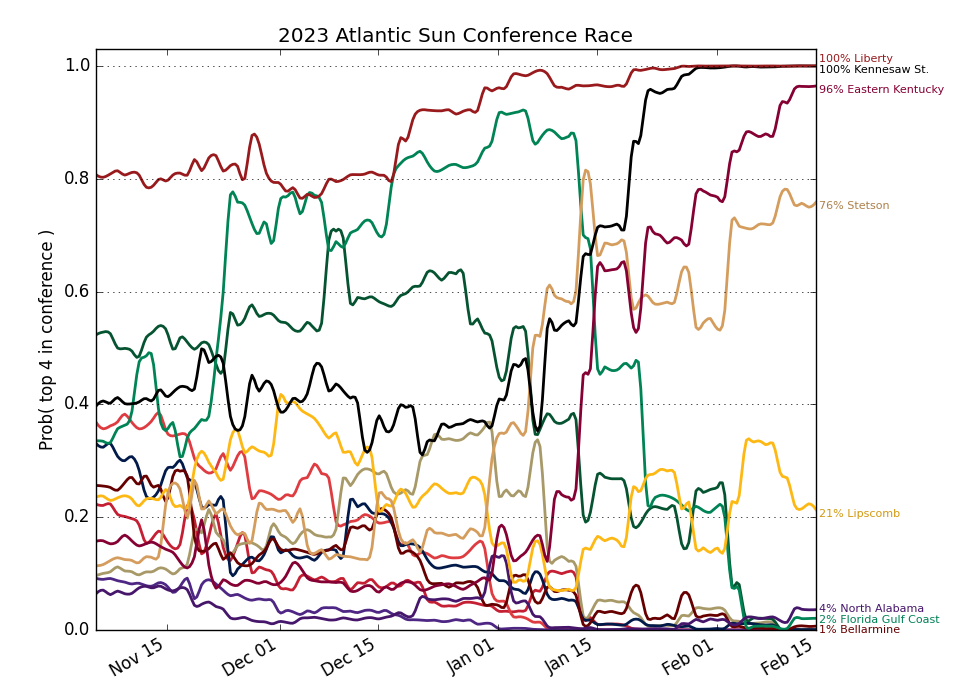 2023 Atlantic Sun Conference Race
Prob( top 4 in conference )
1.0
0.8
0.6
0.4
0.2
0.0
Nov 15
Dec 01
Dec 15
Jan 01
Jan 15
Feb 01
Feb 15
100% Liberty
100% Kennesaw St.
96% Eastern Kentucky
76% Stetson
21% Lipscomb
4% North Alabama
2% Florida Gulf Coast
1% Bellarmine